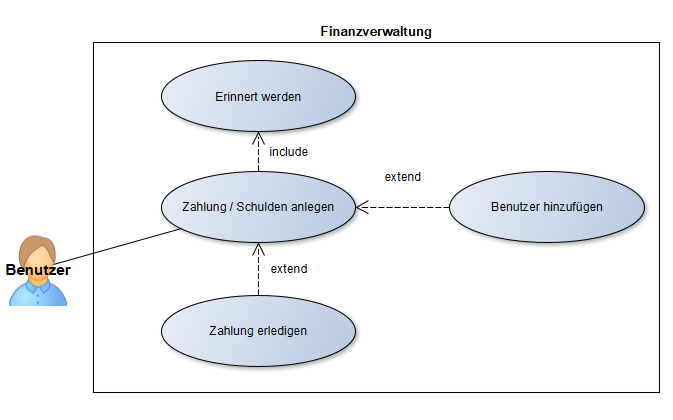 Finanzverwaltung
Erinnert werden
include
extend
Zahlung / Schulden anlegen
Benutzer hinzufügen
Benutzer
extend
Zahlung erledigen